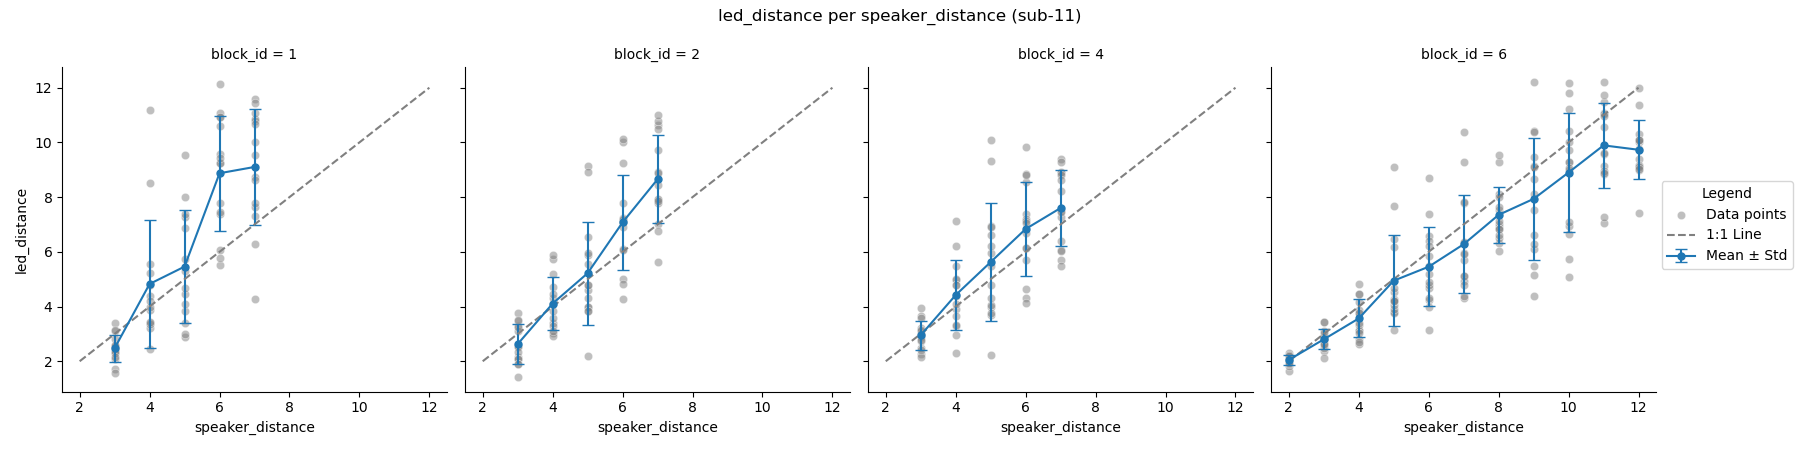 led_distance per speaker_distance (sub-11)
block_id = 1
block_id = 2
block_id = 4
block_id = 6
led_distance
12
10
8
6
4
2
2 4 6 8 10 12
2 4 6 8 10 12
2 4 6 8 10 12
2 4 6 8 10 12
speaker_distance
speaker_distance
speaker_distance
speaker_distance
Legend
Data points
1:1 Line
Mean ± Std